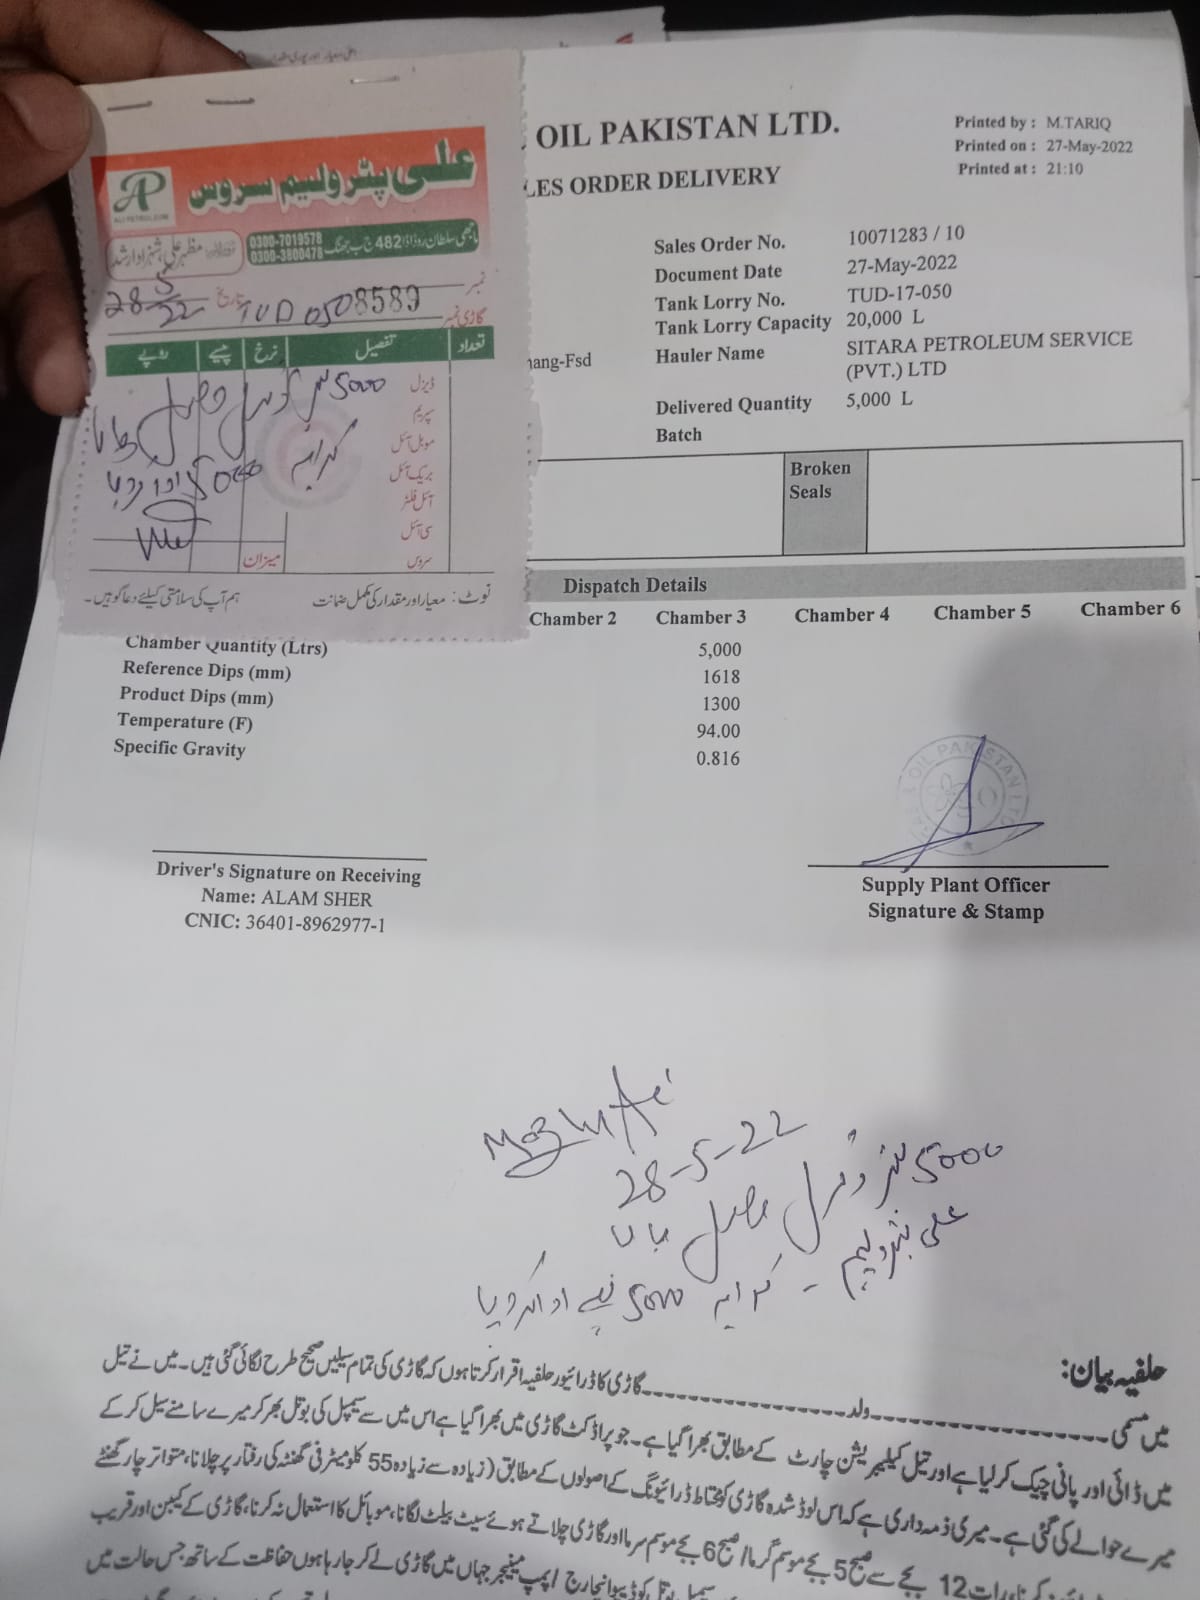 علی پٹرولیم سروس
AP
ALI PETROLEUM
0300-7019578
0300-3800478
ماچھی سلطان روڈ اڈا 482 ج ب جھنگ
مظہر علی شہزاد ارشد
نمبر 8589
تاریخ 28 5/22
گاڑی نمبر TUD 050
تعداد تفصیل نرخ پیسے روپے
ڈیزل
سپریم
موبل آئل
بریک آئل
آئل فلٹر
سی آئل
سروس
5000 لیٹر ڈیزل وصل پایا
کرایہ 5000 ادا کر دیا
میزان
نوٹ: معیار اور مقدار کی مکمل ضمانت
ہم آپ کی سلامتی کیلئے دعا گو ہیں۔
OIL PAKISTAN LTD.
LES ORDER DELIVERY
Printed by : M.TARIQ
Printed on : 27-May-2022
Printed at : 21:10
Sales Order No. 10071283 / 10
Document Date 27-May-2022
Tank Lorry No. TUD-17-050
Tank Lorry Capacity 20,000 L
hang-Fsd
Hauler Name SITARA PETROLEUM SERVICE
(PVT.) LTD
Delivered Quantity 5,000 L
Batch
Broken
Seals
Dispatch Details
Chamber 2 Chamber 3 Chamber 4 Chamber 5 Chamber 6
Chamber Quantity (Ltrs) 5,000
Reference Dips (mm) 1618
Product Dips (mm) 1300
Temperature (F) 94.00
Specific Gravity 0.816
OIL PAKISTAN LTD
Driver's Signature on Receiving
Name: ALAM SHER
CNIC: 36401-8962977-1
Supply Plant Officer
Signature & Stamp
28-5-22
5000 لیٹر ڈیزل وصل پایا
علی پٹرولیم - کرایہ 5000 روپے ادا کر دیا
حلفیہ بیان:
میں مسمی ------------ ولد ------------ گاڑی کا ڈرائیور حلفیہ اقرار کرتا ہوں کہ گاڑی کی تمام سیلیں صحیح طرح لگائی گئی ہیں۔ میں نے تیل
میں ڈائی اور پانی چیک کر لیا ہے اور تیل کیلیبریشن چارٹ کے مطابق بھرا گیا ہے۔ جو پراڈکٹ گاڑی میں بھرا گیا ہے اس میں سے سیمپل کی بوتل بھر کر میرے سامنے سیل کر کے
میرے حوالے کی گئی ہے۔ میری ذمہ داری ہے کہ اس لوڈ شدہ گاڑی کو محتاط ڈرائیونگ کے اصولوں کے مطابق (زیادہ سے زیادہ 55 کلومیٹر فی گھنٹہ کی رفتار پر چلانا، متواتر چار گھنٹے
رات 12 بجے سے صبح 5 بجے موسم گرما / صبح 6 بجے موسم سرما اور گاڑی چلاتے ہوئے سیٹ بیلٹ لگانا، موبائل کا استعمال نہ کرنا، گاڑی کے کیبن اور قریب
سیمپل بوتل کو ڈپو انچارج / پمپ مینیجر جہاں میں گاڑی لے کر جا رہا ہوں حفاظت کے ساتھ جس حالت میں